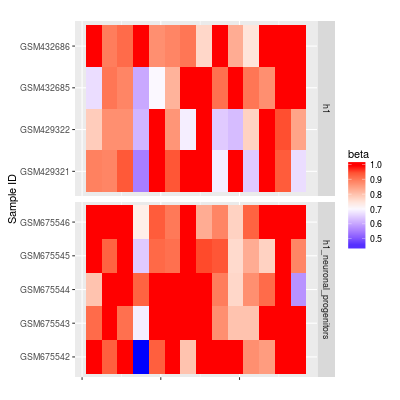 GSM432686
GSM432685
GSM429322
GSM429321
h1
GSM675546
GSM675545
GSM675544
GSM675543
GSM675542
h1_neuronal_progenitors
Sample ID
beta
1.0
0.9
0.8
0.7
0.6
0.5